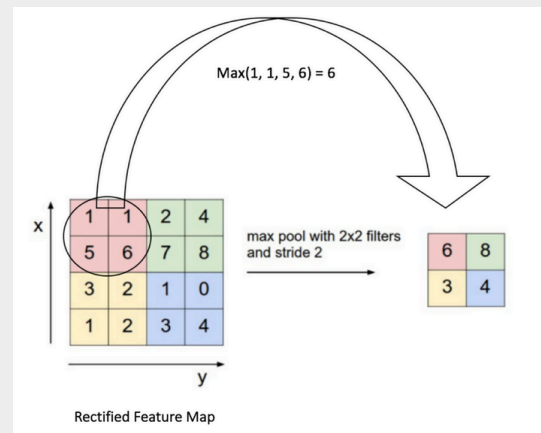 Max(1, 1, 5, 6) = 6
x
1 1 2 4
5 6 7 8
3 2 1 0
1 2 3 4
max pool with 2x2 filters
and stride 2
6 8
3 4
y
Rectified Feature Map